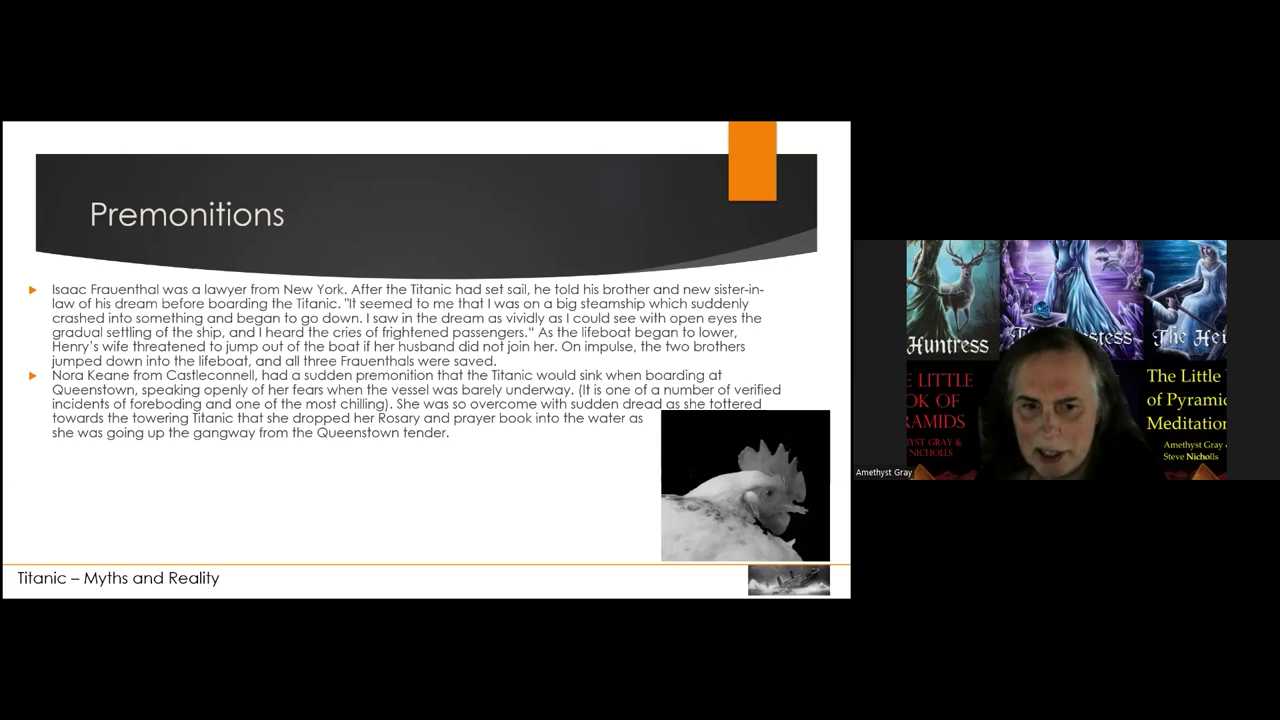 Premonitions
Isaac Frauenthal was a lawyer from New York. After the Titanic had set sail, he told his brother and new sister-in-
law of his dream before boarding the Titanic. "It seemed to me that I was on a big steamship which suddenly
crashed into something and began to go down. I saw in the dream as vividly as I could see with open eyes the
gradual settling of the ship, and I heard the cries of frightened passengers." As the lifeboat began to lower,
Henry's wife threatened to jump out of the boat if her husband did not join her. On impulse, the two brothers
jumped down into the lifeboat, and all three Frauenthals were saved.
Nora Keane from Castleconnell, had a sudden premonition that the Titanic would sink when boarding at
Queenstown, speaking openly of her fears when the vessel was barely underway. (It is one of a number of verified
incidents of foreboding and one of the most chilling). She was so overcome with sudden dread as she tottered
towards the towering Titanic that she dropped her Rosary and prayer book into the water as
she was going up the gangway from the Queenstown tender.
Titanic – Myths and Reality
Huntress
The Hei
E LITTLE
OK OF
RAMIDS
YST GRAY &
NICHOLLS
The Little
of Pyramid
Meditation
Amethyst Gray
Steve Nicholls
Amethyst Gray